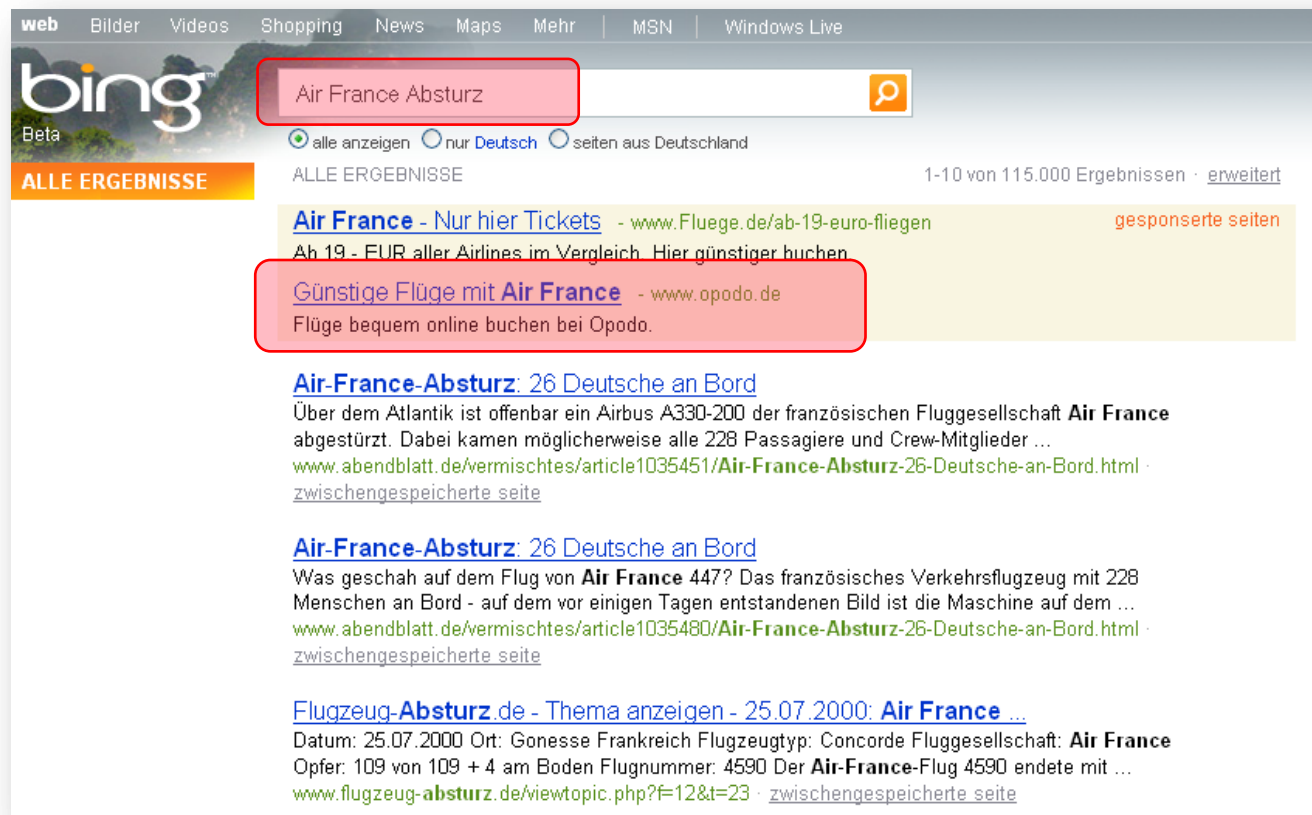 web Bilder Videos Shopping News Maps Mehr MSN Windows Live
bing™
Beta
Air France Absturz
alle anzeigen nur Deutsch seiten aus Deutschland
ALLE ERGEBNISSE
ALLE ERGEBNISSE 1-10 von 115.000 Ergebnissen · erweitert
Air France - Nur hier Tickets - www.Fluege.de/ab-19-euro-fliegen gesponserte seiten
Ab 19 - EUR aller Airlines im Vergleich. Hier günstiger buchen
Günstige Flüge mit Air France - www.opodo.de
Flüge bequem online buchen bei Opodo.
Air-France-Absturz: 26 Deutsche an Bord
Über dem Atlantik ist offenbar ein Airbus A330-200 der französischen Fluggesellschaft Air France
abgestürzt. Dabei kamen möglicherweise alle 228 Passagiere und Crew-Mitglieder ...
www.abendblatt.de/vermischtes/article1035451/Air-France-Absturz-26-Deutsche-an-Bord.html ·
zwischengespeicherte seite
Air-France-Absturz: 26 Deutsche an Bord
Was geschah auf dem Flug von Air France 447? Das französisches Verkehrsflugzeug mit 228
Menschen an Bord - auf dem vor einigen Tagen entstandenen Bild ist die Maschine auf dem ...
www.abendblatt.de/vermischtes/article1035480/Air-France-Absturz-26-Deutsche-an-Bord.html ·
zwischengespeicherte seite
Flugzeug-Absturz.de - Thema anzeigen - 25.07.2000: Air France ...
Datum: 25.07.2000 Ort: Gonesse Frankreich Flugzeugtyp: Concorde Fluggesellschaft: Air France
Opfer: 109 von 109 + 4 am Boden Flugnummer: 4590 Der Air-France-Flug 4590 endete mit ...
www.flugzeug-absturz.de/viewtopic.php?f=12&t=23 · zwischengespeicherte seite